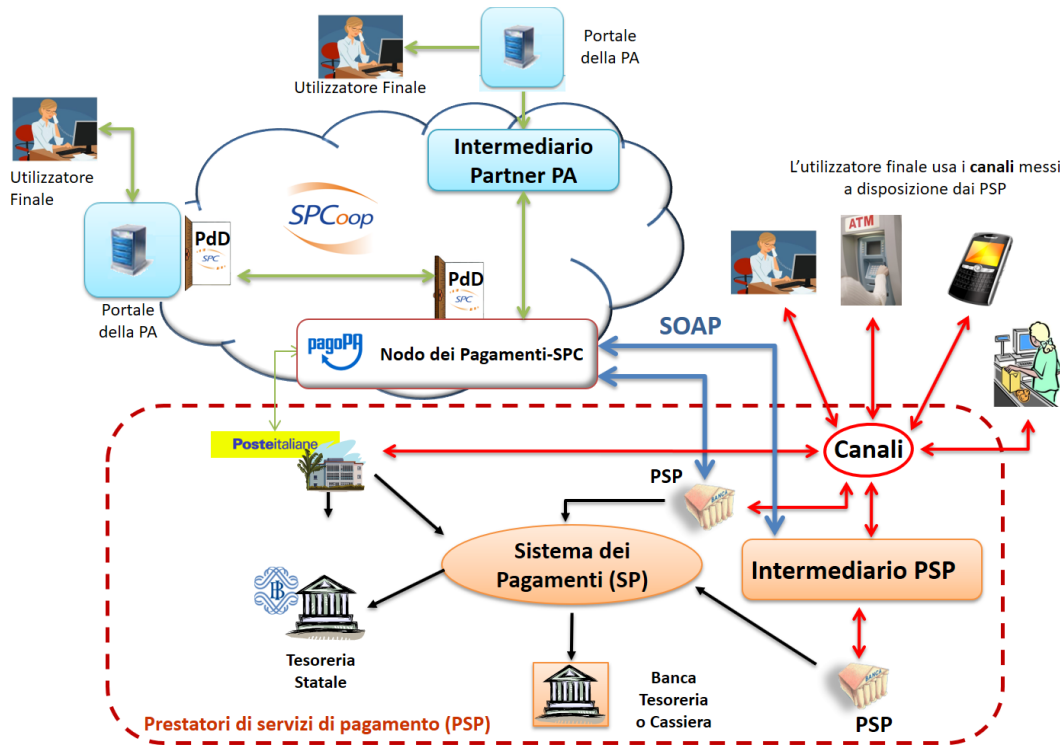 Portale
della PA
Utilizzatore Finale
Intermediario
Partner PA
Utilizzatore
Finale
SPCoop
L'utilizzatore finale usa i canali messi
a disposizione dai PSP
ATM
PdD
SPC
PdD
SPC
Portale
della PA
SOAP
pagoPA
Nodo dei Pagamenti-SPC
Posteitaliane
Canali
PSP
BANCA
Sistema dei
Pagamenti (SP)
Intermediario PSP
Tesoreria
Statale
Banca
Tesoreria
o Cassiera
BANCA
PSP
Prestatori di servizi di pagamento (PSP)